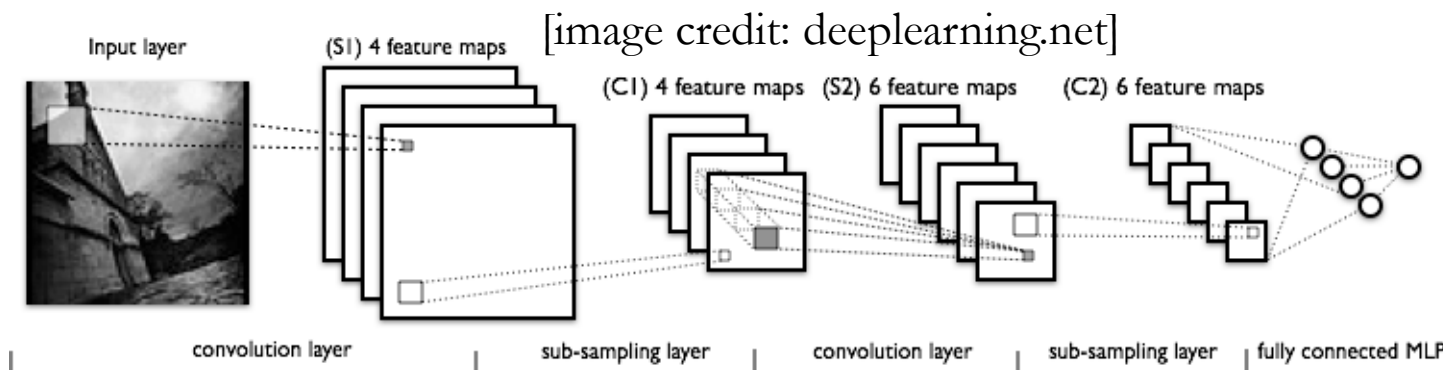 [image credit: deeplearning.net]
Input layer
(S1) 4 feature maps
(C1) 4 feature maps
(S2) 6 feature maps
(C2) 6 feature maps
convolution layer
sub-sampling layer
convolution layer
sub-sampling layer
fully connected MLP